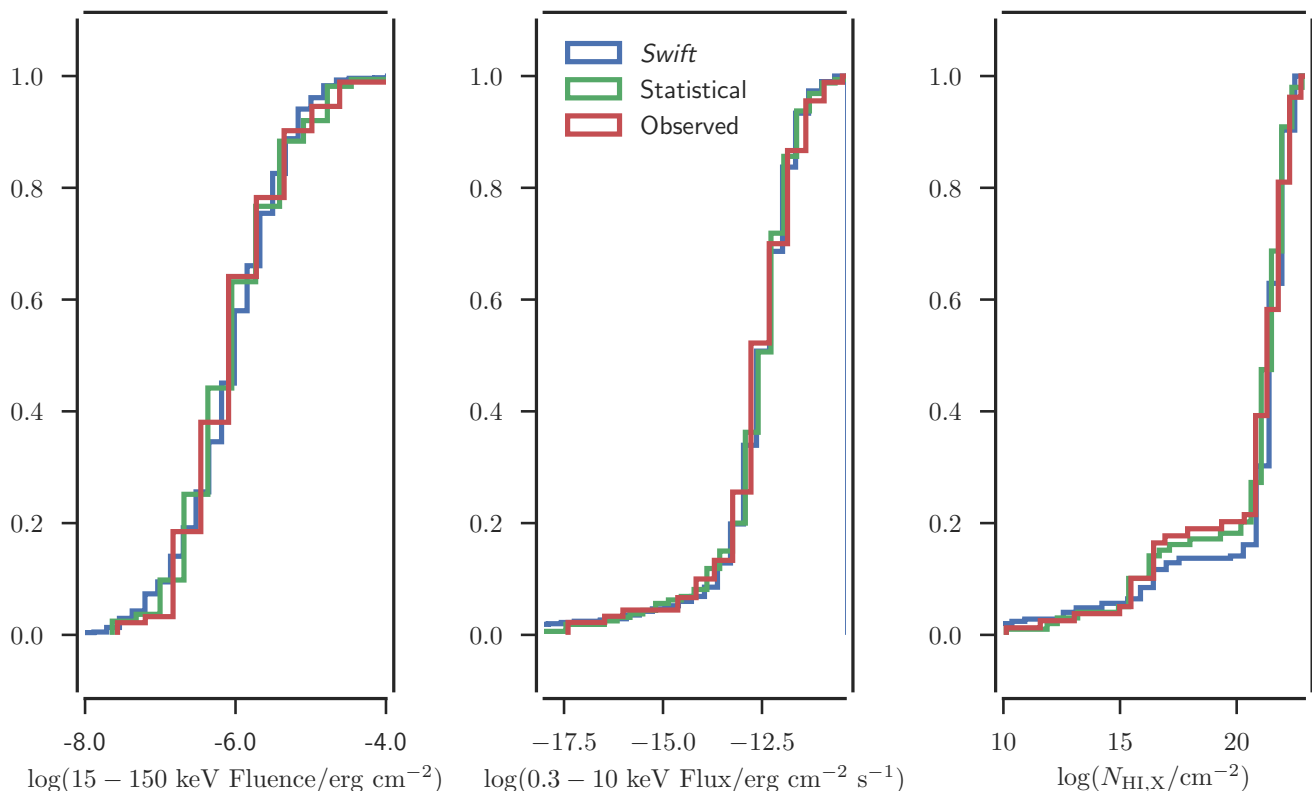 Swift
Statistical
Observed
1.0
0.8
0.6
0.4
0.2
0.0
-8.0 -6.0 -4.0
log(15 − 150 keV Fluence/erg cm⁻²)
1.0
0.8
0.6
0.4
0.2
0.0
−17.5 −15.0 −12.5
log(0.3 − 10 keV Flux/erg cm⁻² s⁻¹)
1.0
0.8
0.6
0.4
0.2
0.0
10 15 20
log(N_HI,X/cm⁻²)